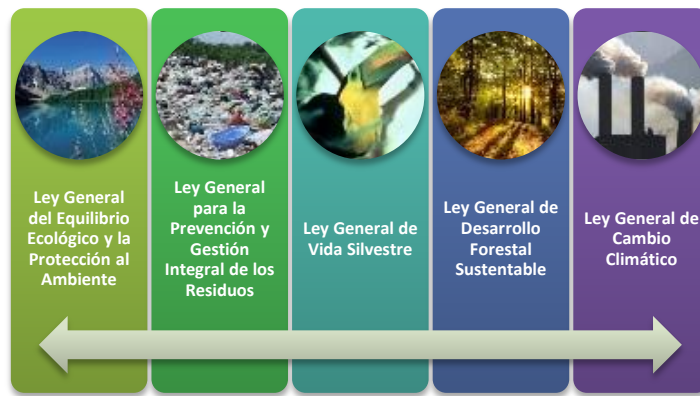 Ley General
del Equilibrio
Ecológico y la
Protección al
Ambiente
Ley General
para la
Prevención y
Gestión
Integral de los
Residuos
Ley General de
Vida Silvestre
Ley General de
Desarrollo
Forestal
Sustentable
Ley General de
Cambio
Climático